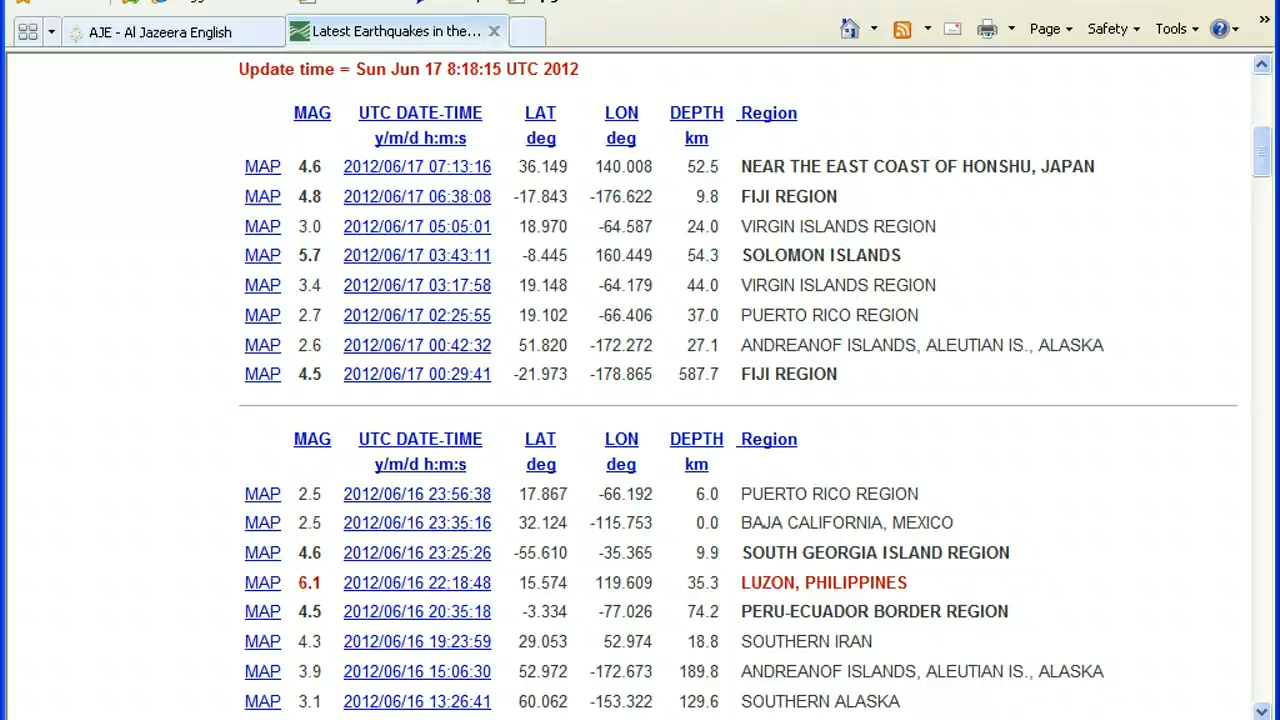 AJE - Al Jazeera English
Latest Earthquakes in the...
Page
Safety
Tools
Update time = Sun Jun 17 8:18:15 UTC 2012
MAG UTC DATE-TIME LAT LON DEPTH Region
y/m/d h:m:s deg deg km
MAP 4.6 2012/06/17 07:13:16 36.149 140.008 52.5 NEAR THE EAST COAST OF HONSHU, JAPAN
MAP 4.8 2012/06/17 06:38:08 -17.843 -176.622 9.8 FIJI REGION
MAP 3.0 2012/06/17 05:05:01 18.970 -64.587 24.0 VIRGIN ISLANDS REGION
MAP 5.7 2012/06/17 03:43:11 -8.445 160.449 54.3 SOLOMON ISLANDS
MAP 3.4 2012/06/17 03:17:58 19.148 -64.179 44.0 VIRGIN ISLANDS REGION
MAP 2.7 2012/06/17 02:25:55 19.102 -66.406 37.0 PUERTO RICO REGION
MAP 2.6 2012/06/17 00:42:32 51.820 -172.272 27.1 ANDREANOF ISLANDS, ALEUTIAN IS., ALASKA
MAP 4.5 2012/06/17 00:29:41 -21.973 -178.865 587.7 FIJI REGION
MAG UTC DATE-TIME LAT LON DEPTH Region
y/m/d h:m:s deg deg km
MAP 2.5 2012/06/16 23:56:38 17.867 -66.192 6.0 PUERTO RICO REGION
MAP 2.5 2012/06/16 23:35:16 32.124 -115.753 0.0 BAJA CALIFORNIA, MEXICO
MAP 4.6 2012/06/16 23:25:26 -55.610 -35.365 9.9 SOUTH GEORGIA ISLAND REGION
MAP 6.1 2012/06/16 22:18:48 15.574 119.609 35.3 LUZON, PHILIPPINES
MAP 4.5 2012/06/16 20:35:18 -3.334 -77.026 74.2 PERU-ECUADOR BORDER REGION
MAP 4.3 2012/06/16 19:23:59 29.053 52.974 18.8 SOUTHERN IRAN
MAP 3.9 2012/06/16 15:06:30 52.972 -172.673 189.8 ANDREANOF ISLANDS, ALEUTIAN IS., ALASKA
MAP 3.1 2012/06/16 13:26:41 60.062 -153.322 129.6 SOUTHERN ALASKA